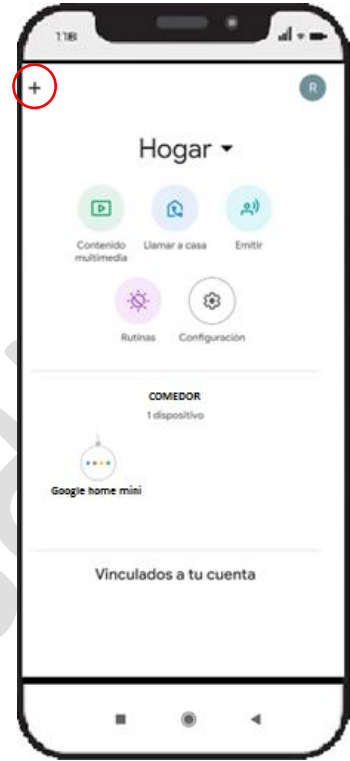 1:18
+
R
Hogar
Contenido multimedia
Llamar a casa
Emitir
Rutinas
Configuración
COMEDOR
1 dispositivo
Google home mini
Vinculados a tu cuenta